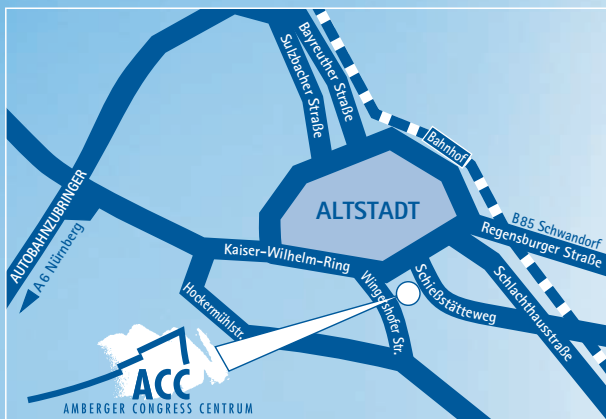 Sulzbacher Straße
Bayreuther Straße
Bahnhof
AUTOBAHNZUBRINGER
A6 Nürnberg
ALTSTADT
B85 Schwandorf
Regensburger Straße
Kaiser-Wilhelm-Ring
Hockermühlstr.
Wingershofer Str.
Schießstätteweg
Schlachthausstraße
ACC
AMBERGER CONGRESS CENTRUM